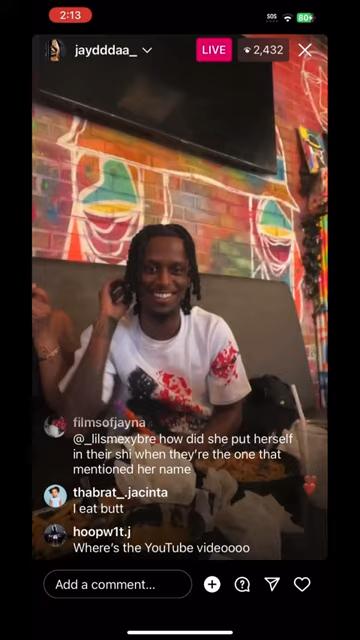 2:13
SOS
80
jaydddaa_
LIVE
2,432
filmsofjayna
@_lilsmexybre how did she put herself
in their shi when they're the one that
mentioned her name
thabrat_.jacinta
I eat butt
hoopw1t.j
Where's the YouTube videoooo
Add a comment...